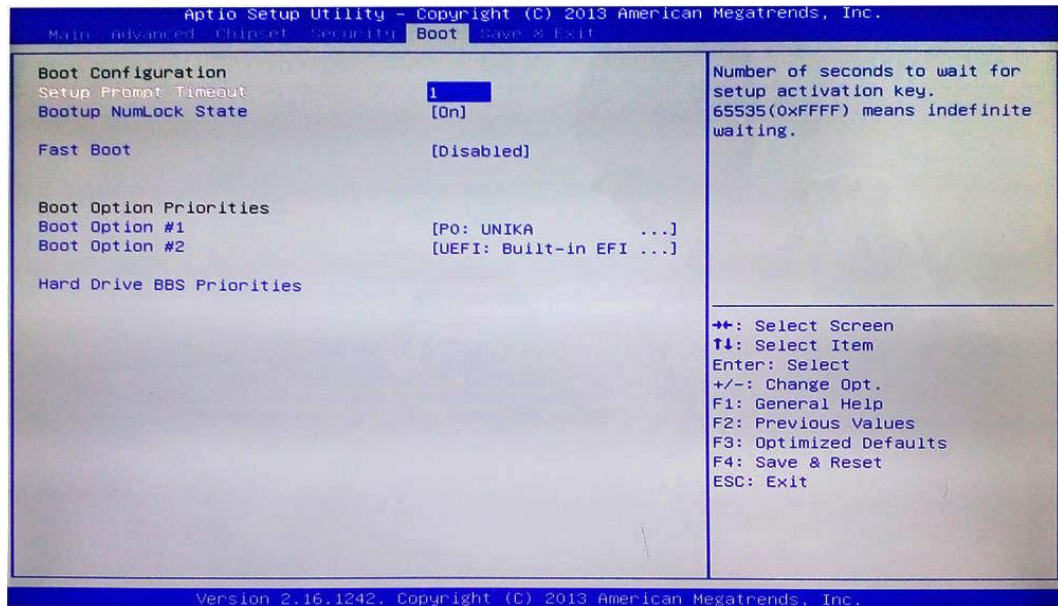 Aptio Setup Utility – Copyright (C) 2013 American Megatrends, Inc.
Main Advanced Chipset Security Boot Save & Exit
Boot Configuration
Setup Prompt Timeout 1
Bootup NumLock State [On]
Fast Boot [Disabled]
Boot Option Priorities
Boot Option #1 [P0: UNIKA ...]
Boot Option #2 [UEFI: Built-in EFI ...]
Hard Drive BBS Priorities
Number of seconds to wait for
setup activation key.
65535(0xFFFF) means indefinite
waiting.
→←: Select Screen
↑↓: Select Item
Enter: Select
+/-: Change Opt.
F1: General Help
F2: Previous Values
F3: Optimized Defaults
F4: Save & Reset
ESC: Exit
Version 2.16.1242. Copyright (C) 2013 American Megatrends, Inc.